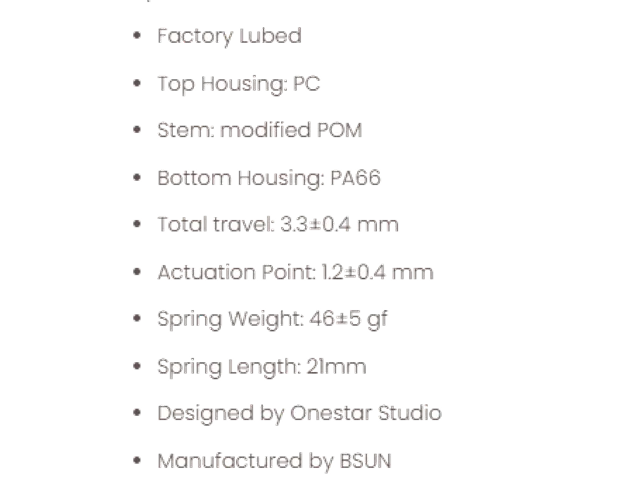 • Factory Lubed
• Top Housing: PC
• Stem: modified POM
• Bottom Housing: PA66
• Total travel: 3.3±0.4 mm
• Actuation Point: 1.2±0.4 mm
• Spring Weight: 46±5 gf
• Spring Length: 21mm
• Designed by Onestar Studio
• Manufactured by BSUN